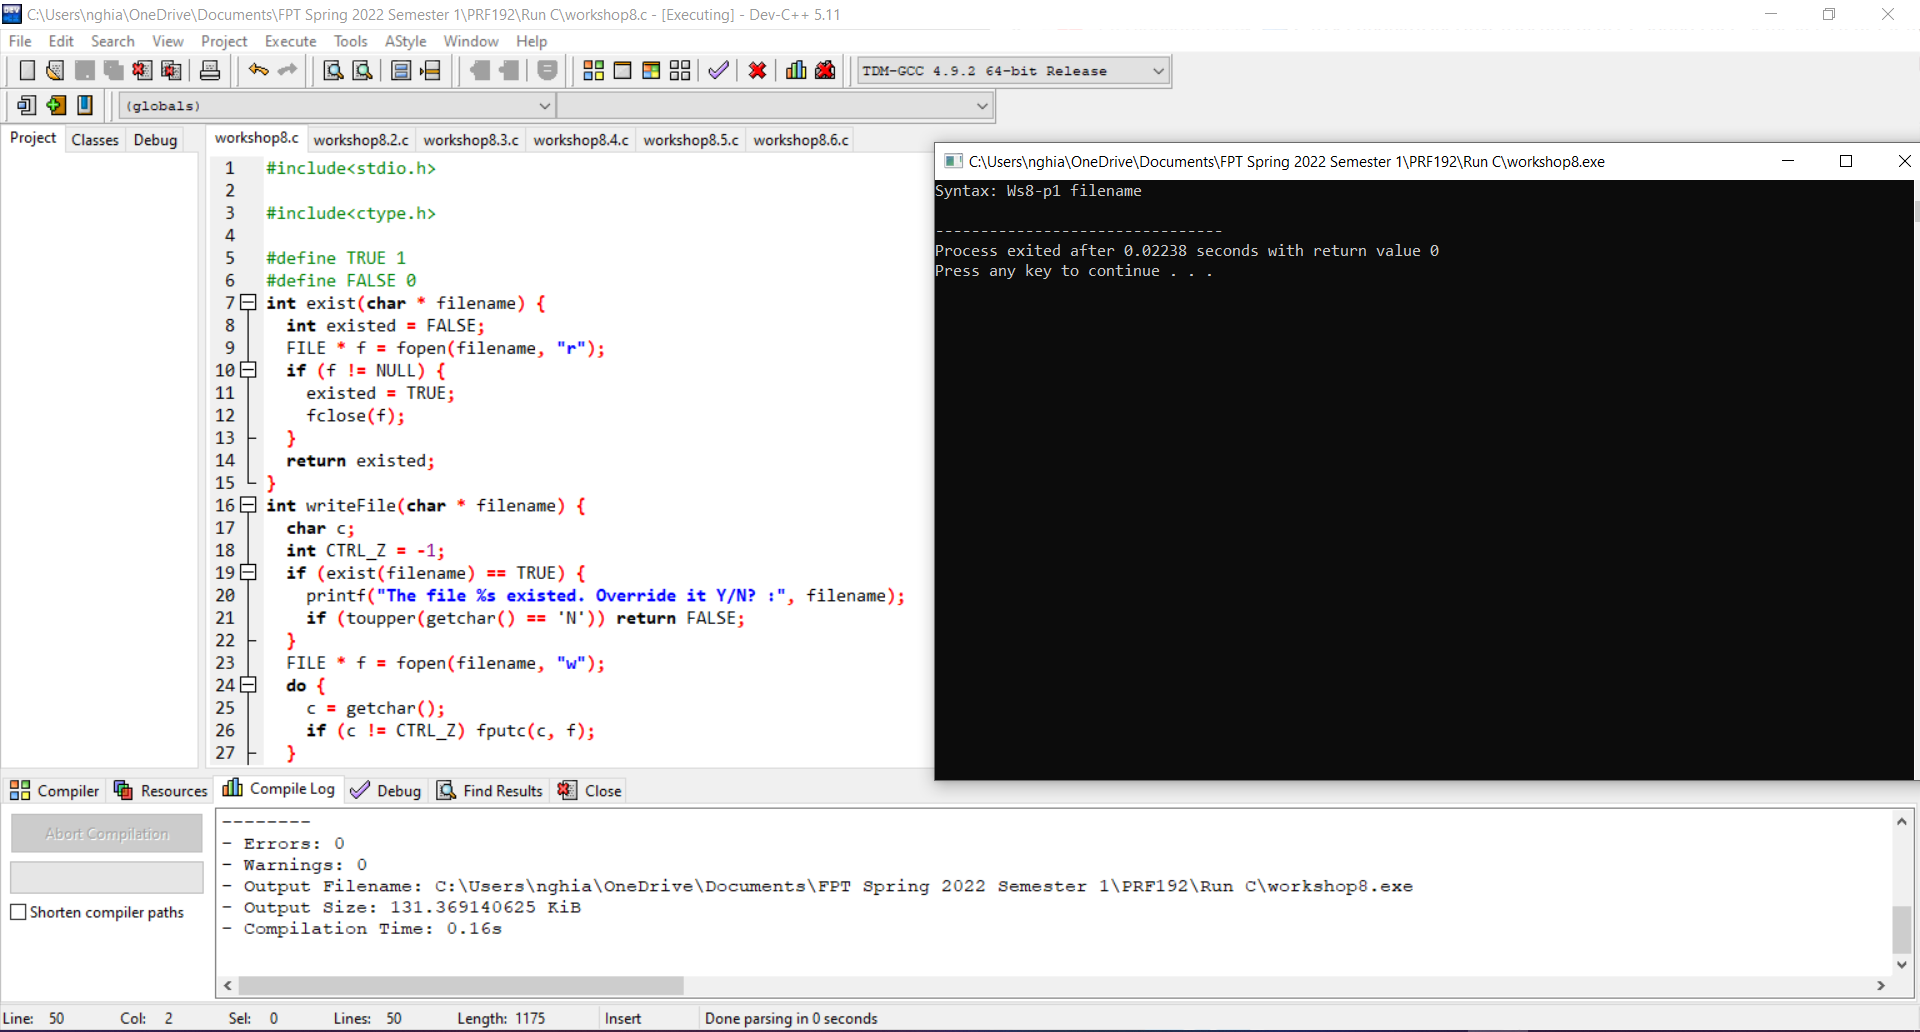 C:\Users\nghia\OneDrive\Documents\FPT Spring 2022 Semester 1\PRF192\Run C\workshop8.c - [Executing] - Dev-C++ 5.11
File Edit Search View Project Execute Tools AStyle Window Help
TDM-GCC 4.9.2 64-bit Release
(globals)
Project Classes Debug
workshop8.c workshop8.2.c workshop8.3.c workshop8.4.c workshop8.5.c workshop8.6.c
1 #include<stdio.h>
2
3 #include<ctype.h>
4
5 #define TRUE 1
6 #define FALSE 0
7 int exist(char * filename) {
8 int existed = FALSE;
9 FILE * f = fopen(filename, "r");
10 if (f != NULL) {
11 existed = TRUE;
12 fclose(f);
13 }
14 return existed;
15 }
16 int writeFile(char * filename) {
17 char c;
18 int CTRL_Z = -1;
19 if (exist(filename) == TRUE) {
20 printf("The file %s existed. Override it Y/N? :", filename);
21 if (toupper(getchar() == 'N')) return FALSE;
22 }
23 FILE * f = fopen(filename, "w");
24 do {
25 c = getchar();
26 if (c != CTRL_Z) fputc(c, f);
27 }
C:\Users\nghia\OneDrive\Documents\FPT Spring 2022 Semester 1\PRF192\Run C\workshop8.exe
Syntax: Ws8-p1 filename
--------------------------------
Process exited after 0.02238 seconds with return value 0
Press any key to continue . . .
Compiler Resources Compile Log Debug Find Results Close
Abort Compilation
Shorten compiler paths
--------
- Errors: 0
- Warnings: 0
- Output Filename: C:\Users\nghia\OneDrive\Documents\FPT Spring 2022 Semester 1\PRF192\Run C\workshop8.exe
- Output Size: 131.369140625 KiB
- Compilation Time: 0.16s
Line: 50 Col: 2 Sel: 0 Lines: 50 Length: 1175 Insert Done parsing in 0 seconds